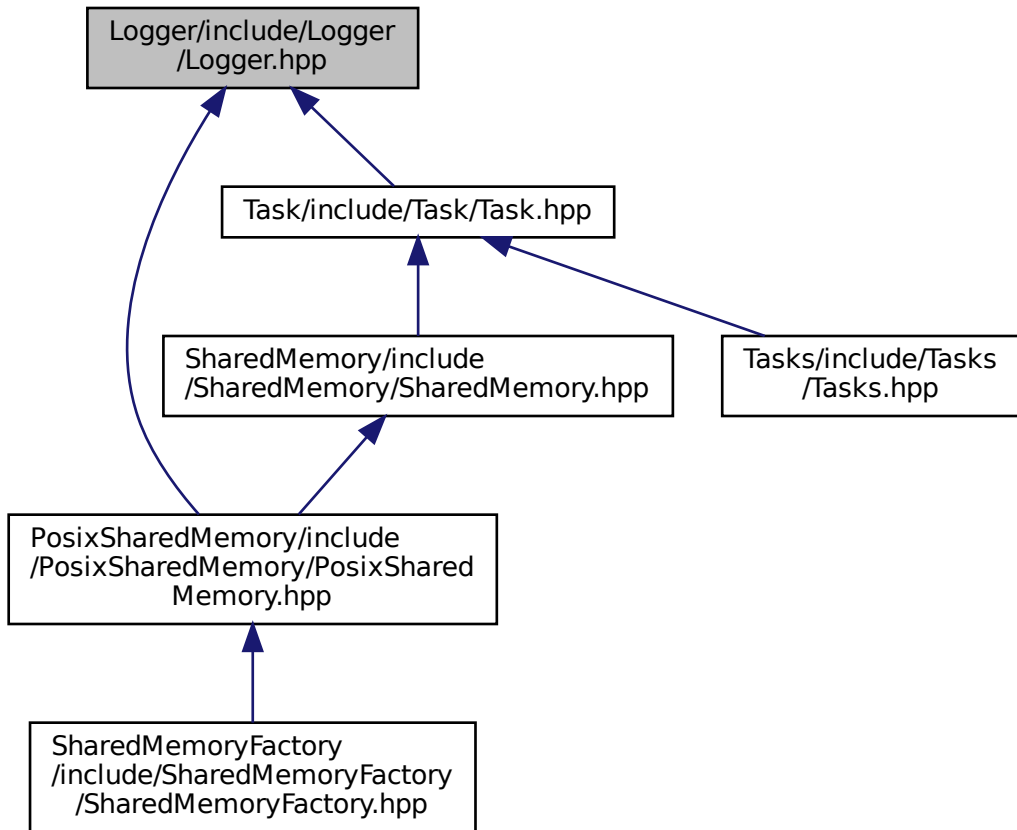 Logger/include/Logger
/Logger.hpp
Task/include/Task/Task.hpp
SharedMemory/include
/SharedMemory/SharedMemory.hpp
Tasks/include/Tasks
/Tasks.hpp
PosixSharedMemory/include
/PosixSharedMemory/PosixShared
Memory.hpp
SharedMemoryFactory
/include/SharedMemoryFactory
/SharedMemoryFactory.hpp